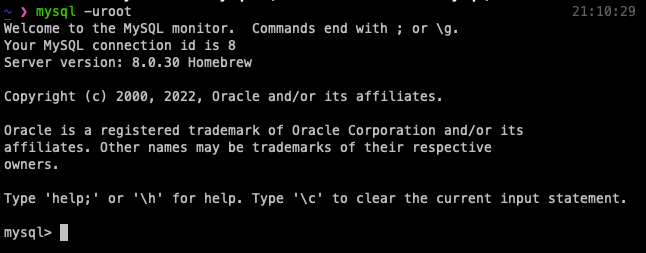 ~ ❯ mysql -uroot 21:10:29
Welcome to the MySQL monitor.  Commands end with ; or \g.
Your MySQL connection id is 8
Server version: 8.0.30 Homebrew

Copyright (c) 2000, 2022, Oracle and/or its affiliates.

Oracle is a registered trademark of Oracle Corporation and/or its
affiliates. Other names may be trademarks of their respective
owners.

Type 'help;' or '\h' for help. Type '\c' to clear the current input statement.

mysql>